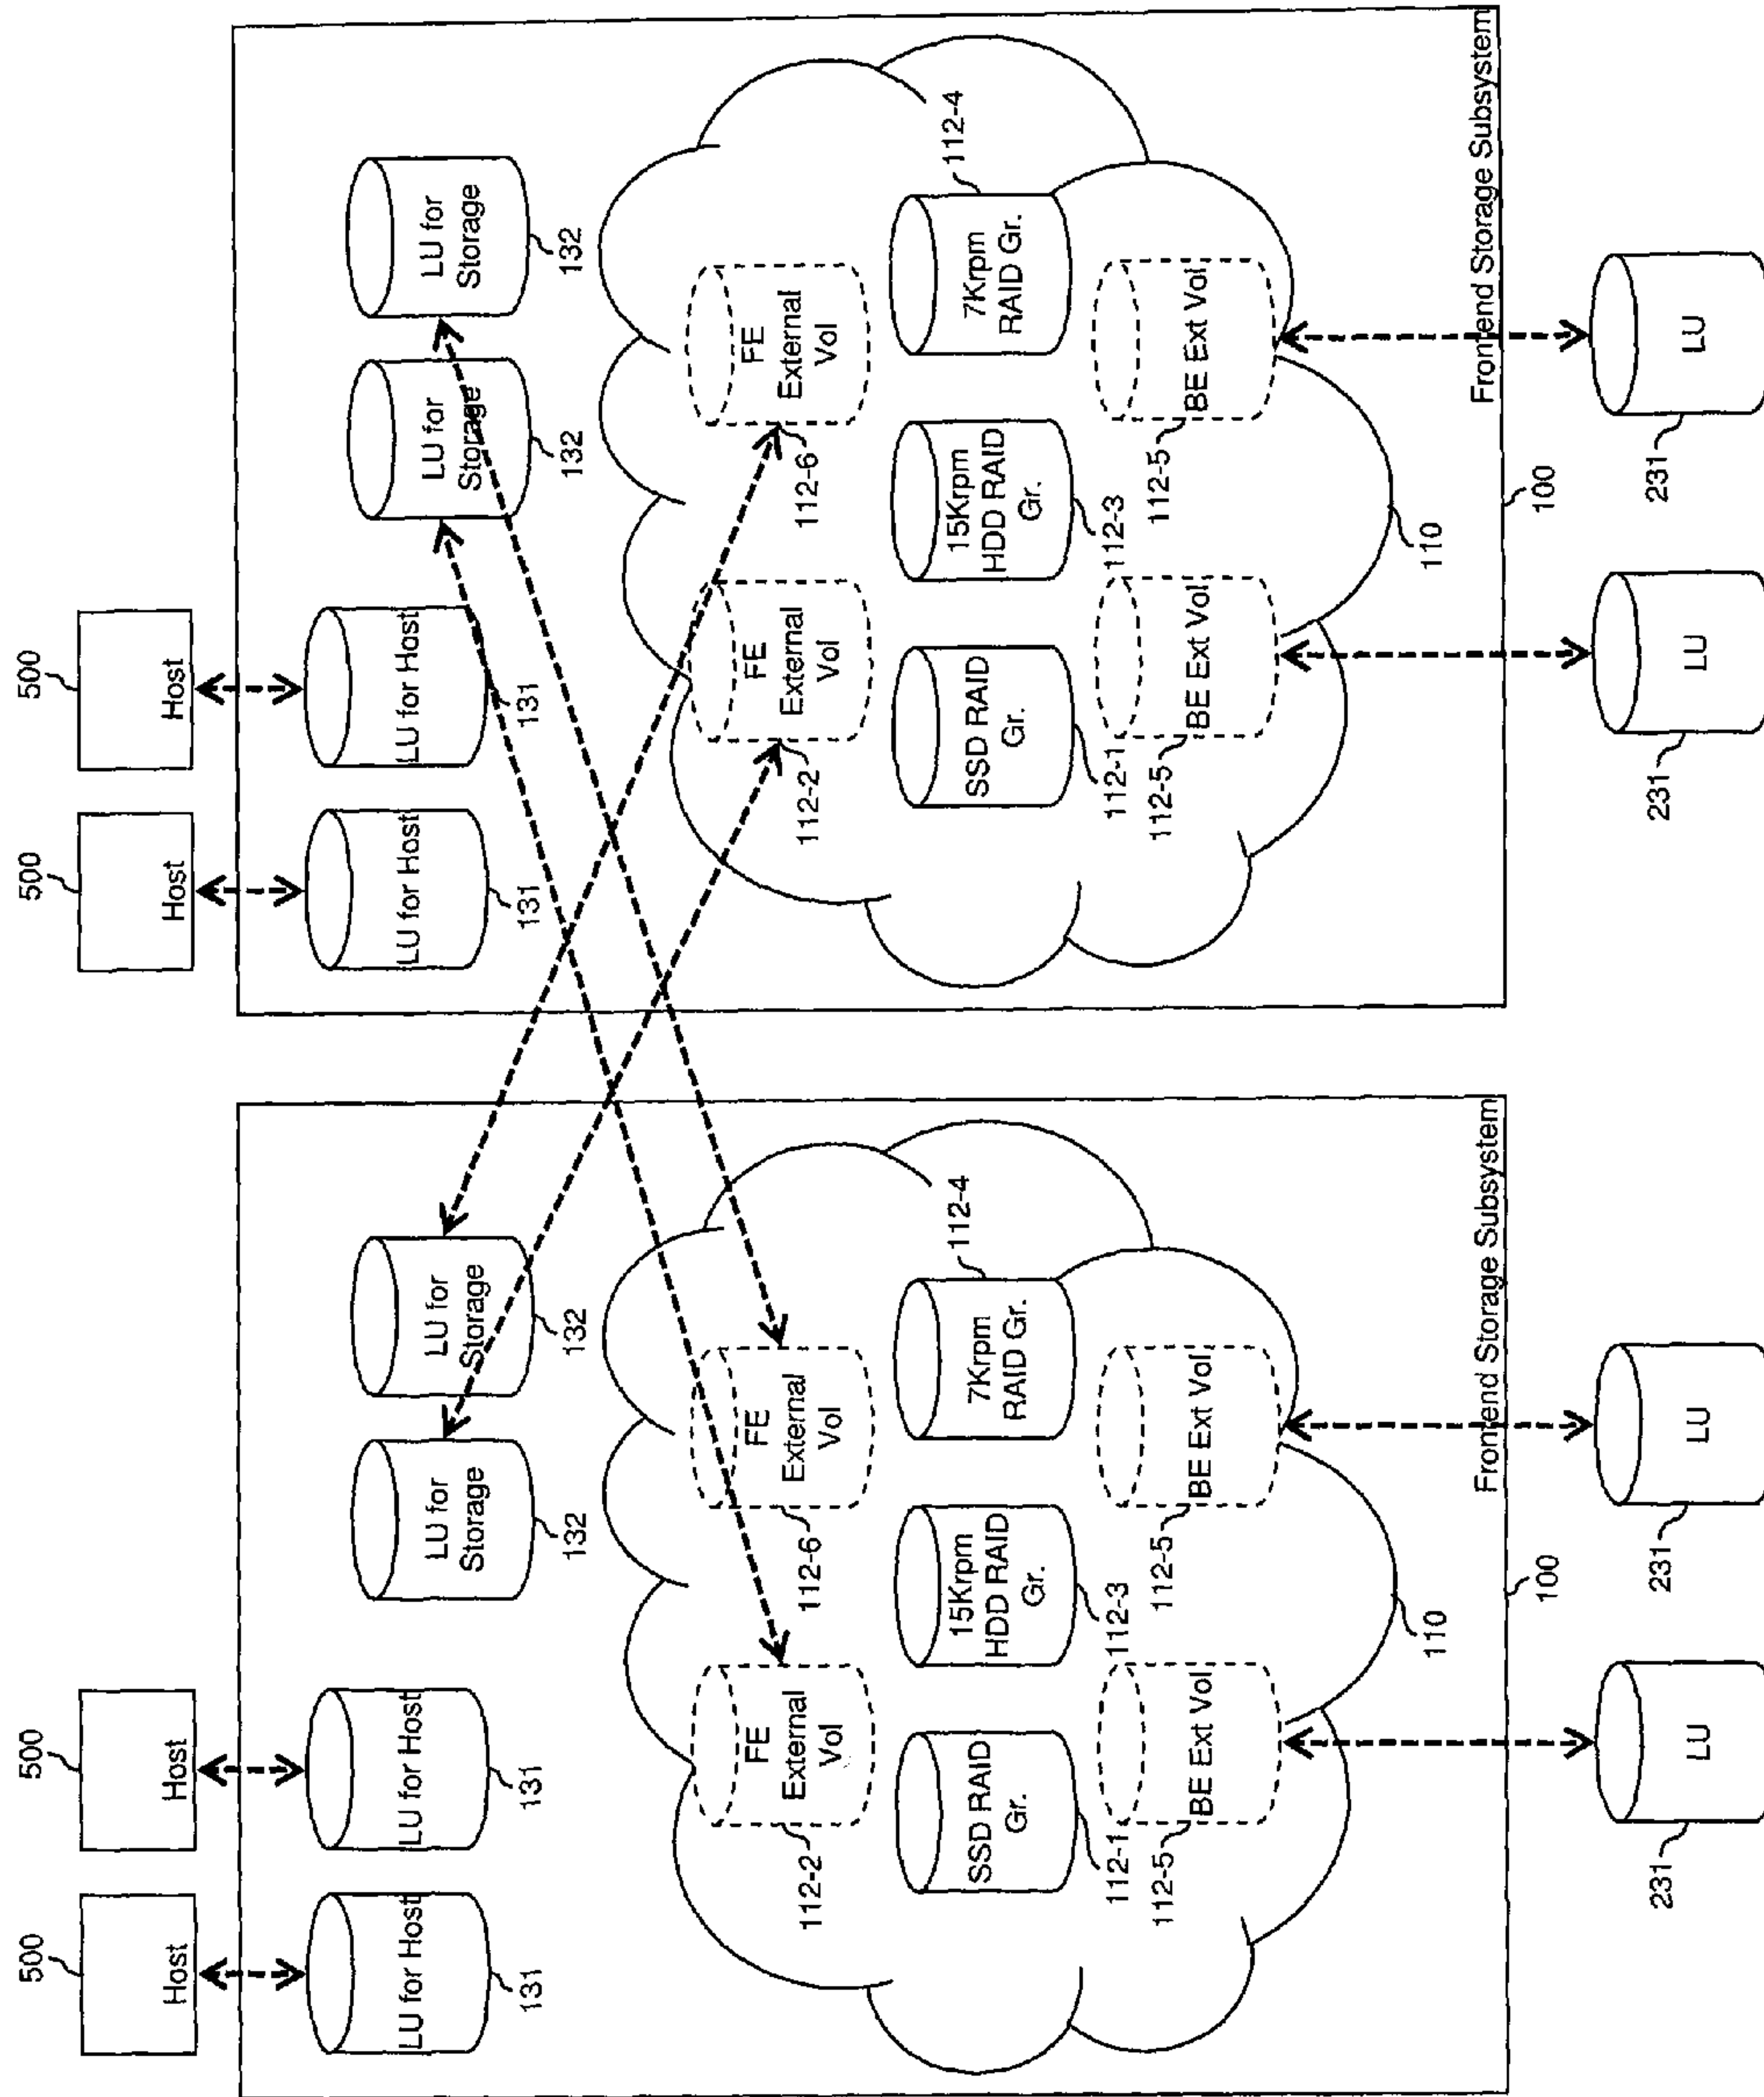 500
500
Host
Host
LU for Host
131
LU for Host
131
LU for
Storage
132
LU for
Storage
132
FE
External
Vol
112-2
FE
External
Vol
112-6
SSD RAID
Gr.
112-1
15Krpm
HDD RAID
Gr.
112-3
7Krpm
RAID Gr.
112-4
BE Ext Vol
112-5
BE Ext Vol
112-5
110
Frontend Storage Subsystem
100
LU
231
LU
231
500
500
Host
Host
LU for Host
131
LU for Host
131
LU for
Storage
132
LU for
Storage
132
FE
External
Vol
112-2
FE
External
Vol
112-6
SSD RAID
Gr.
112-1
15Krpm
HDD RAID
Gr.
112-3
7Krpm
RAID Gr.
112-4
BE Ext Vol
112-5
BE Ext Vol
112-5
110
Frontend Storage Subsystem
100
LU
231
LU
231